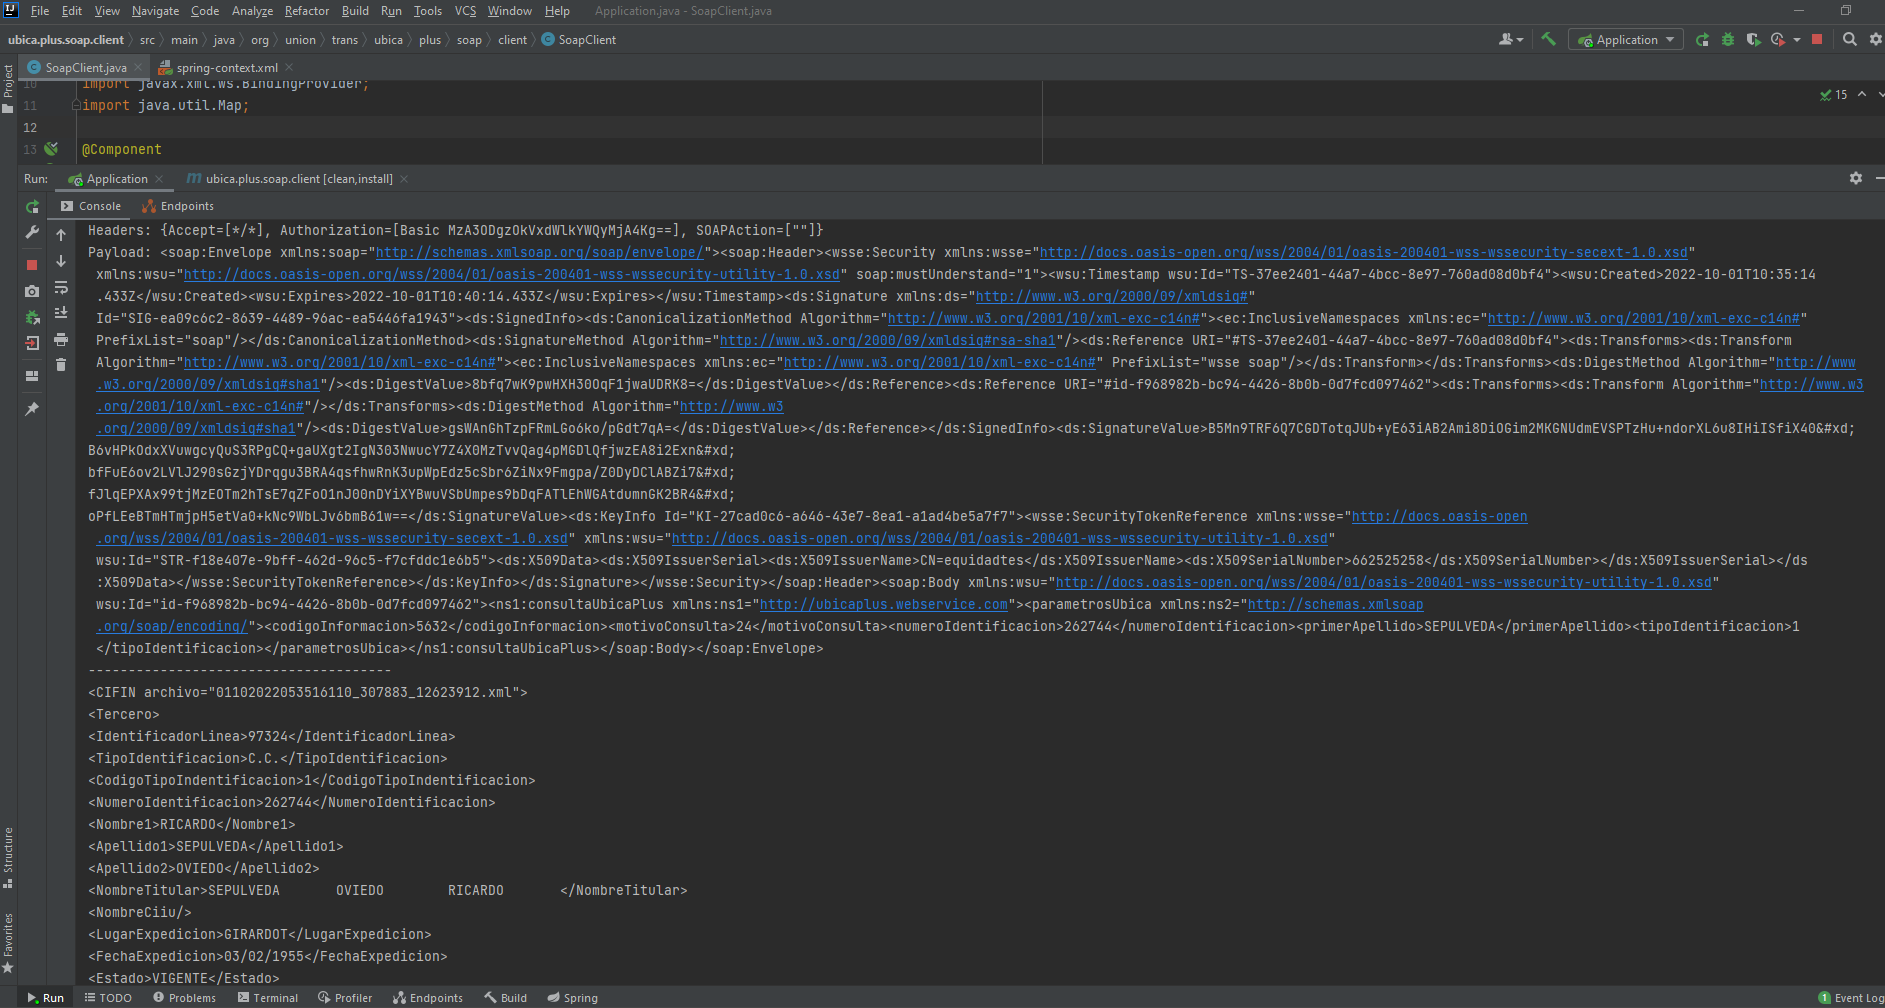 File Edit View Navigate Code Analyze Refactor Build Run Tools VCS Window Help Application.java - SoapClient.java
ubica.plus.soap.client src main java org union trans ubica plus soap client SoapClient Application
SoapClient.java spring-context.xml
10 import javax.xml.ws.BindingProvider;
11 import java.util.Map;
15
12
13 @Component
Run: Application ubica.plus.soap.client [clean,install]
Console Endpoints
Headers: {Accept=[*/*], Authorization=[Basic MzA3ODgzOkVxdWlkYWQyMjA4Kg==], SOAPAction=[""]}
Payload: <soap:Envelope xmlns:soap="http://schemas.xmlsoap.org/soap/envelope/"><soap:Header><wsse:Security xmlns:wsse="http://docs.oasis-open.org/wss/2004/01/oasis-200401-wss-wssecurity-secext-1.0.xsd"
xmlns:wsu="http://docs.oasis-open.org/wss/2004/01/oasis-200401-wss-wssecurity-utility-1.0.xsd" soap:mustUnderstand="1"><wsu:Timestamp wsu:Id="TS-37ee2401-44a7-4bcc-8e97-760ad08d0bf4"><wsu:Created>2022-10-01T10:35:14
.433Z</wsu:Created><wsu:Expires>2022-10-01T10:40:14.433Z</wsu:Expires></wsu:Timestamp><ds:Signature xmlns:ds="http://www.w3.org/2000/09/xmldsig#"
Id="SIG-ea09c6c2-8639-4489-96ac-ea5446fa1943"><ds:SignedInfo><ds:CanonicalizationMethod Algorithm="http://www.w3.org/2001/10/xml-exc-c14n#"><ec:InclusiveNamespaces xmlns:ec="http://www.w3.org/2001/10/xml-exc-c14n#"
PrefixList="soap"/></ds:CanonicalizationMethod><ds:SignatureMethod Algorithm="http://www.w3.org/2000/09/xmldsig#rsa-sha1"/><ds:Reference URI="#TS-37ee2401-44a7-4bcc-8e97-760ad08d0bf4"><ds:Transforms><ds:Transform
Algorithm="http://www.w3.org/2001/10/xml-exc-c14n#"><ec:InclusiveNamespaces xmlns:ec="http://www.w3.org/2001/10/xml-exc-c14n#" PrefixList="wsse soap"/></ds:Transform></ds:Transforms><ds:DigestMethod Algorithm="http://www
.w3.org/2000/09/xmldsig#sha1"/><ds:DigestValue>8bfq7wK9pwHXH30OqF1jwaUDRK8=</ds:DigestValue></ds:Reference><ds:Reference URI="#id-f968982b-bc94-4426-8b0b-0d7fcd097462"><ds:Transforms><ds:Transform Algorithm="http://www.w3
.org/2001/10/xml-exc-c14n#"/></ds:Transforms><ds:DigestMethod Algorithm="http://www.w3
.org/2000/09/xmldsig#sha1"/><ds:DigestValue>gsWAnGhTzpFRmLGo6ko/pGdt7qA=</ds:DigestValue></ds:Reference></ds:SignedInfo><ds:SignatureValue>B5Mn9TRF6Q7CGDTotqJUb+yE63iAB2Ami8DiOGim2MKGNUdmEVSPTzHu+ndorXL6u8IHiISfiX40&#xd;
B6vHPkOdxXVuwgcyQuS3RPgCQ+gaUXgt2IgN303NwucY7Z4X0MzTvvQag4pMGDlQfjwzEA8i2Exn&#xd;
bfFuE6ov2LVlJ290sGzjYDrqgu3BRA4qsfhwRnK3upWpEdz5cSbr6ZiNx9Fmgpa/Z0DyDClABZi7&#xd;
fJlqEPXAx99tjMzEOTm2hTsE7qZFoO1nJ00nDYiXYBwuVSbUmpes9bDqFATlEhWGAtdumnGK2BR4&#xd;
oPfLEeBTmHTmjpH5etVa0+kNc9WbLJv6bmB61w==</ds:SignatureValue><ds:KeyInfo Id="KI-27cad0c6-a646-43e7-8ea1-a1ad4be5a7f7"><wsse:SecurityTokenReference xmlns:wsse="http://docs.oasis-open
.org/wss/2004/01/oasis-200401-wss-wssecurity-secext-1.0.xsd" xmlns:wsu="http://docs.oasis-open.org/wss/2004/01/oasis-200401-wss-wssecurity-utility-1.0.xsd"
wsu:Id="STR-f18e407e-9bff-462d-96c5-f7cfddc1e6b5"><ds:X509Data><ds:X509IssuerSerial><ds:X509IssuerName>CN=equidadtes</ds:X509IssuerName><ds:X509SerialNumber>662525258</ds:X509SerialNumber></ds:X509IssuerSerial></ds
:X509Data></wsse:SecurityTokenReference></ds:KeyInfo></ds:Signature></wsse:Security></soap:Header><soap:Body xmlns:wsu="http://docs.oasis-open.org/wss/2004/01/oasis-200401-wss-wssecurity-utility-1.0.xsd"
wsu:Id="id-f968982b-bc94-4426-8b0b-0d7fcd097462"><ns1:consultaUbicaPlus xmlns:ns1="http://ubicaplus.webservice.com"><parametrosUbica xmlns:ns2="http://schemas.xmlsoap
.org/soap/encoding/"><codigoInformacion>5632</codigoInformacion><motivoConsulta>24</motivoConsulta><numeroIdentificacion>262744</numeroIdentificacion><primerApellido>SEPULVEDA</primerApellido><tipoIdentificacion>1
</tipoIdentificacion></parametrosUbica></ns1:consultaUbicaPlus></soap:Body></soap:Envelope>
--------------------------------------
<CIFIN archivo="01102022053516110_307883_12623912.xml">
<Tercero>
<IdentificadorLinea>97324</IdentificadorLinea>
<TipoIdentificacion>C.C.</TipoIdentificacion>
<CodigoTipoIndentificacion>1</CodigoTipoIndentificacion>
<NumeroIdentificacion>262744</NumeroIdentificacion>
<Nombre1>RICARDO</Nombre1>
<Apellido1>SEPULVEDA</Apellido1>
<Apellido2>OVIEDO</Apellido2>
<NombreTitular>SEPULVEDA OVIEDO RICARDO </NombreTitular>
<NombreCiiu/>
<LugarExpedicion>GIRARDOT</LugarExpedicion>
<FechaExpedicion>03/02/1955</FechaExpedicion>
<Estado>VIGENTE</Estado>
Project
Structure
Favorites
Run TODO Problems Terminal Profiler Endpoints Build Spring 1 Event Log